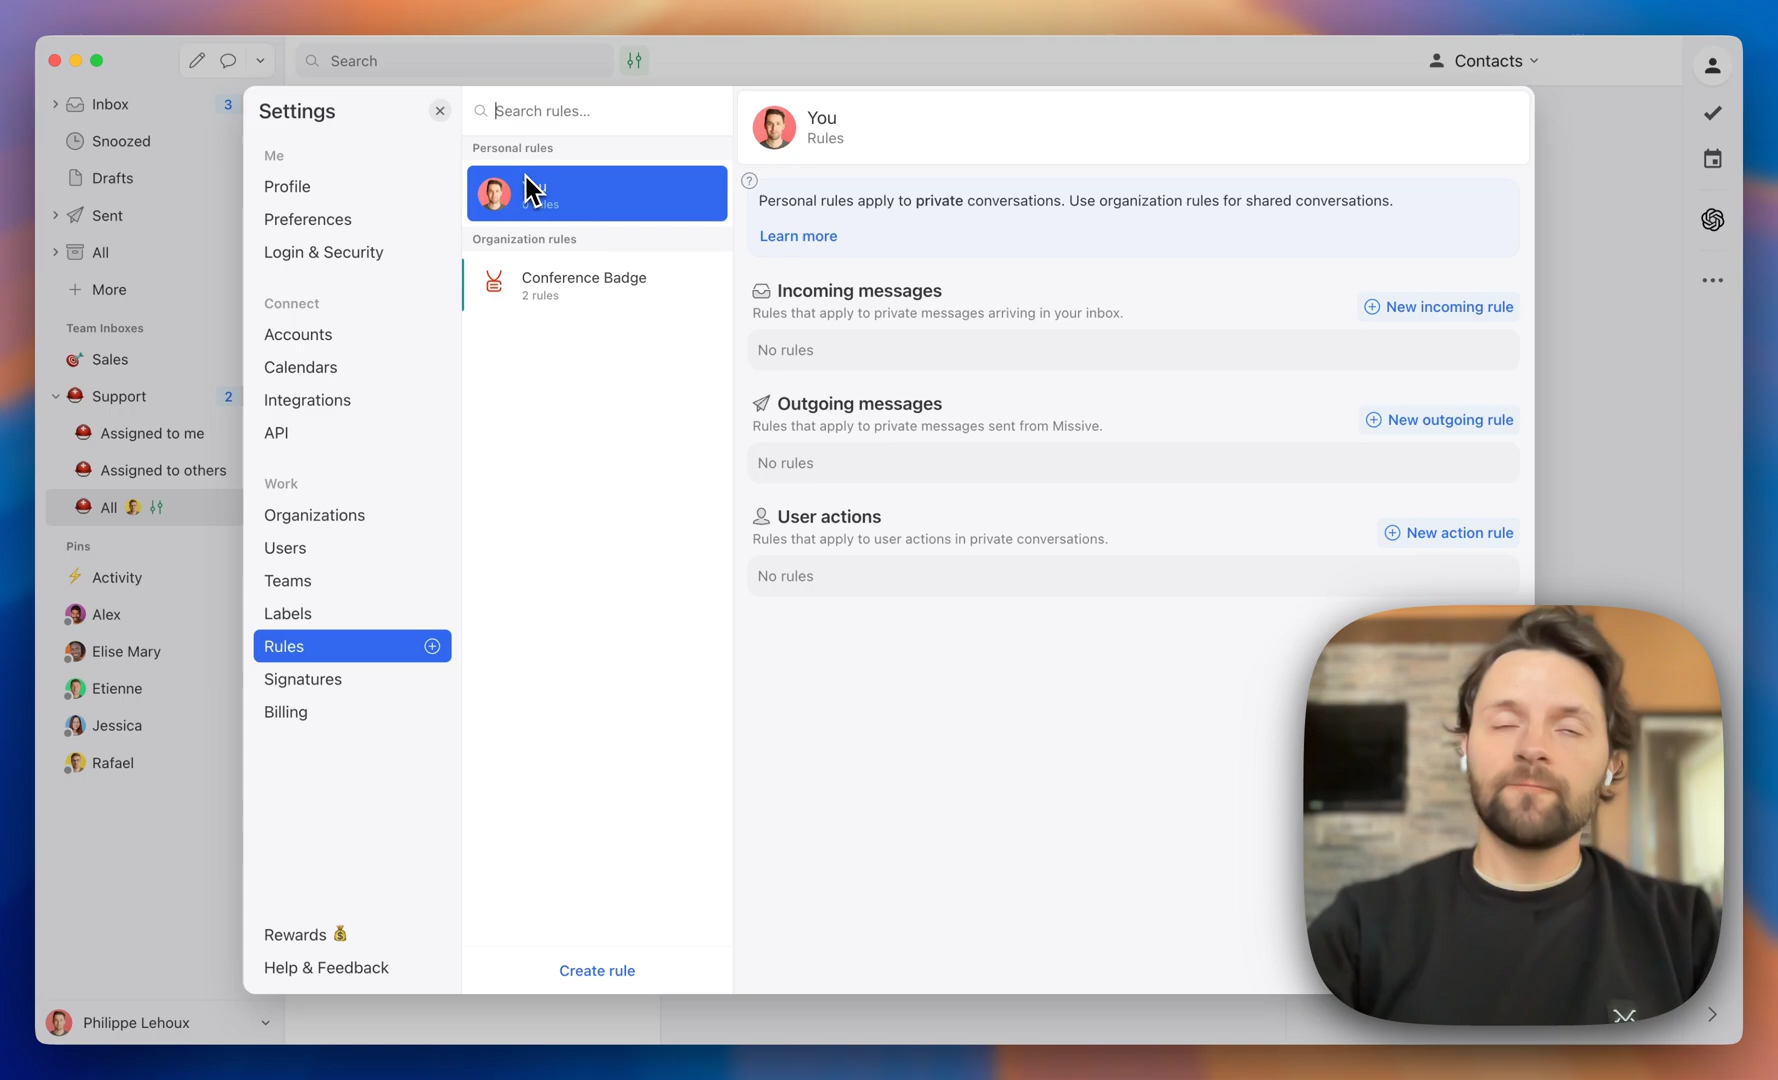 Search
Contacts
Inbox
3
Snoozed
Drafts
Sent
All
More
Team Inboxes
Sales
Support
2
Assigned to me
Assigned to others
All
Pins
Activity
Alex
Elise Mary
Etienne
Jessica
Rafael
Philippe Lehoux
Settings
Me
Profile
Preferences
Login & Security
Connect
Accounts
Calendars
Integrations
API
Work
Organizations
Users
Teams
Labels
Rules
Signatures
Billing
Rewards
Help & Feedback
Search rules...
Personal rules
Organization rules
Conference Badge
2 rules
Create rule
You
Rules
Personal rules apply to private conversations. Use organization rules for shared conversations.
Learn more
Incoming messages
Rules that apply to private messages arriving in your inbox.
New incoming rule
No rules
Outgoing messages
Rules that apply to private messages sent from Missive.
New outgoing rule
No rules
User actions
Rules that apply to user actions in private conversations.
New action rule
No rules